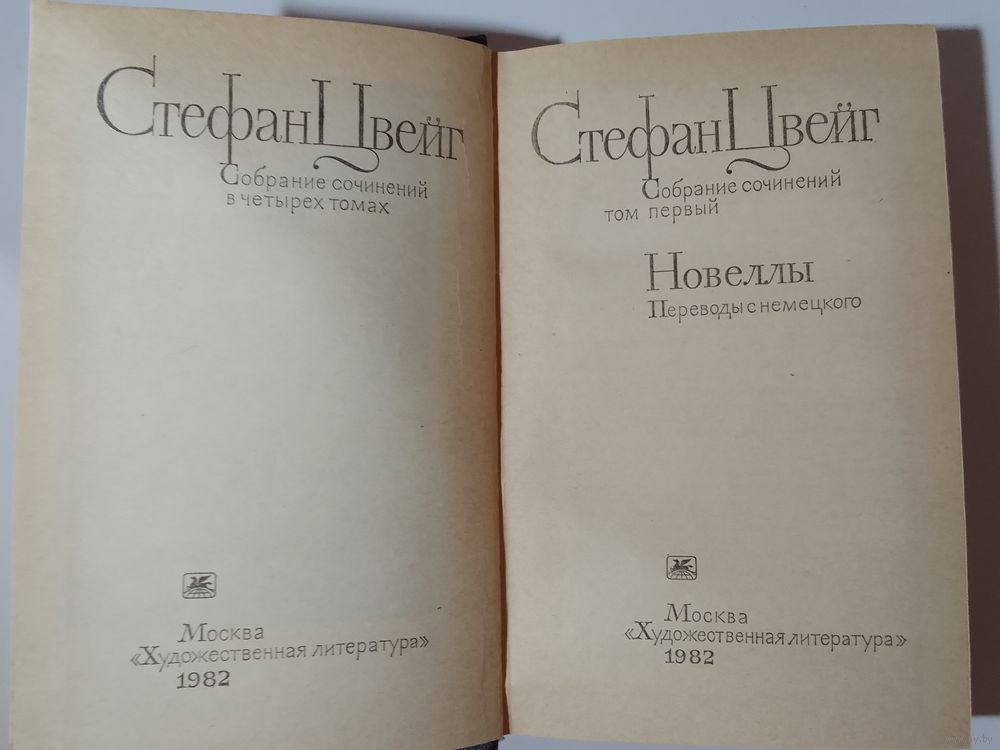 Стефан Цвейг
Собрание сочинений
в четырех томах
Москва
«Художественная литература»
1982
Стефан Цвейг
Собрание сочинений
том первый
Новеллы
Переводы с немецкого
Москва
«Художественная литература»
1982